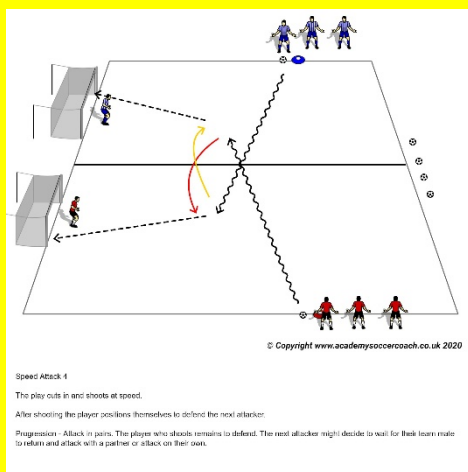 © Copyright www.academysoccercoach.co.uk 2020
Speed Attack 4
The play cuts in and shoots at speed.
After shooting the player positions themselves to defend the next attacker.
Progression - Attack in pairs. The player who shoots remains to defend. The next attacker might decide to wait for their team mate
to return and attack with a partner or attack on their own.